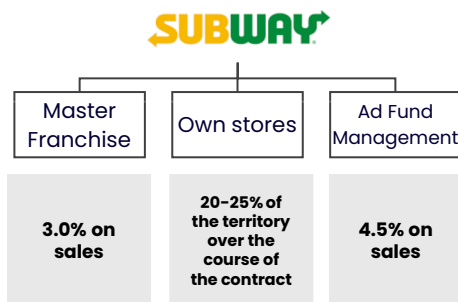 SUBWAY
Master
Franchise
Own stores
Ad Fund
Management
3.0% on
sales
20-25% of
the territory
over the
course of
the contract
4.5% on
sales